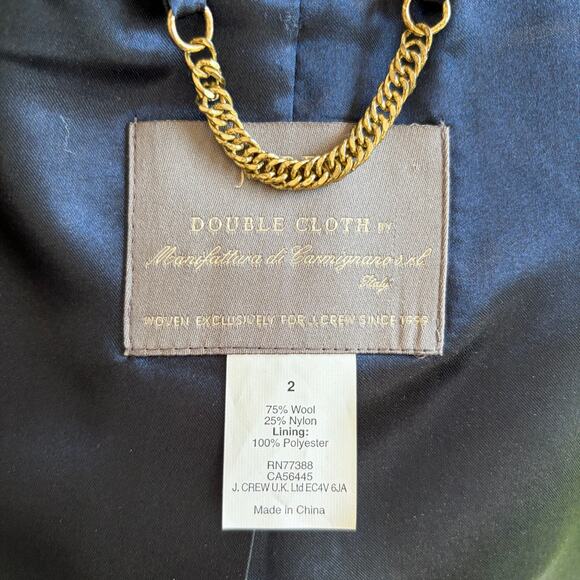 DOUBLE CLOTH BY
Manifattura di Carmignano s.r.l.
Italy
WOVEN EXCLUSIVELY FOR J.CREW SINCE 1999
2
75% Wool
25% Nylon
Lining:
100% Polyester
RN77388
CA56445
J. CREW U.K. Ltd EC4V 6JA
Made in China